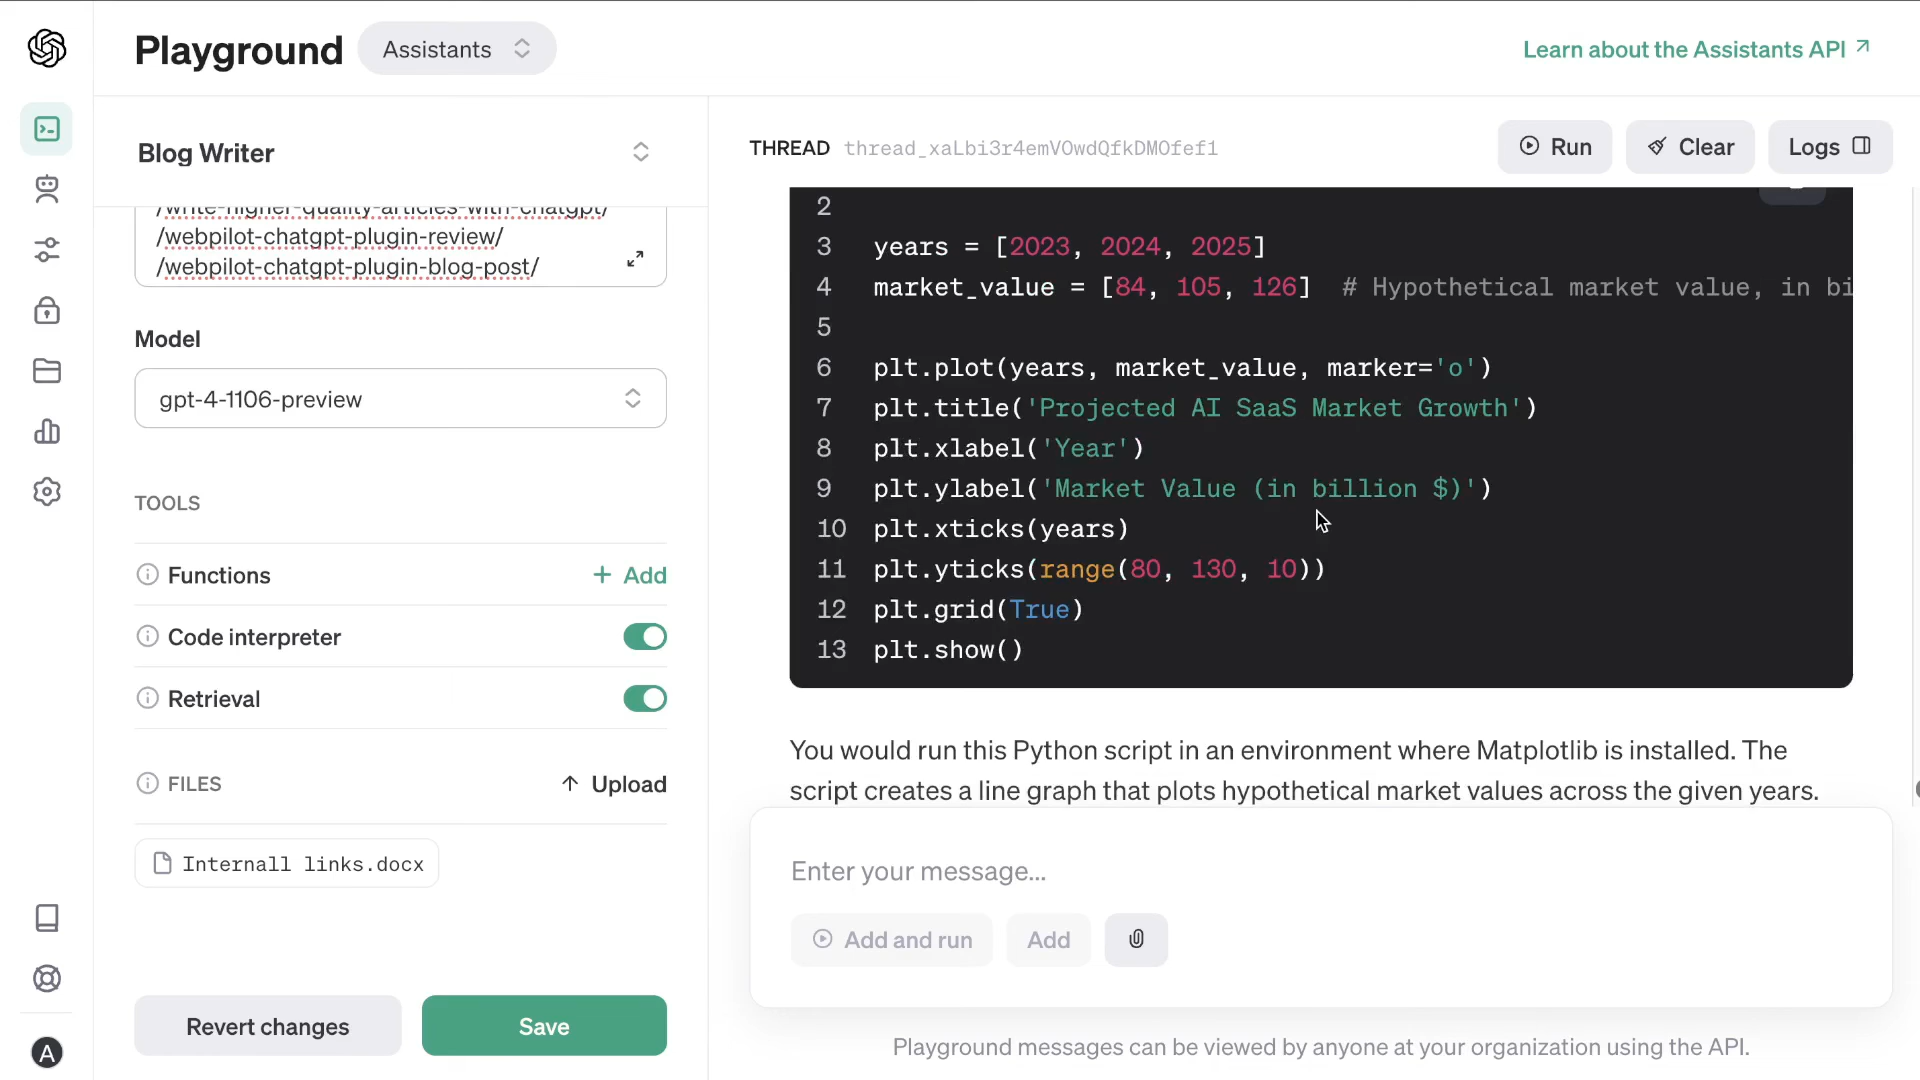 Playground
Assistants
Learn about the Assistants API
Blog Writer
/write-higher-quality-articles-with-chatgpt/
/webpilot-chatgpt-plugin-review/
/webpilot-chatgpt-plugin-blog-post/
Model
gpt-4-1106-preview
TOOLS
Functions
+ Add
Code interpreter
Retrieval
FILES
Upload
Internall links.docx
Revert changes
Save
A
THREAD thread_xaLbi3r4emVOwdQfkDMOfef1
Run
Clear
Logs
2
3 years = [2023, 2024, 2025]
4 market_value = [84, 105, 126]  # Hypothetical market value, in bi
5
6 plt.plot(years, market_value, marker='o')
7 plt.title('Projected AI SaaS Market Growth')
8 plt.xlabel('Year')
9 plt.ylabel('Market Value (in billion $)')
10 plt.xticks(years)
11 plt.yticks(range(80, 130, 10))
12 plt.grid(True)
13 plt.show()
You would run this Python script in an environment where Matplotlib is installed. The
script creates a line graph that plots hypothetical market values across the given years.
Enter your message...
Add and run
Add
Playground messages can be viewed by anyone at your organization using the API.